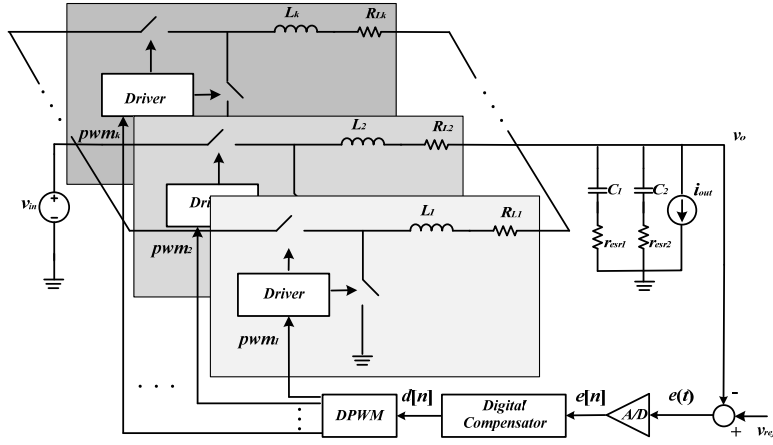 Lk
RLk
Driver
pwmk
L2
RL2
vo
vin
C1
C2
iout
resr1
resr2
pwm2
L1
RL1
Driver
pwm1
DPWM
d[n]
Digital
Compensator
e[n]
A/D
e(t)
-
+